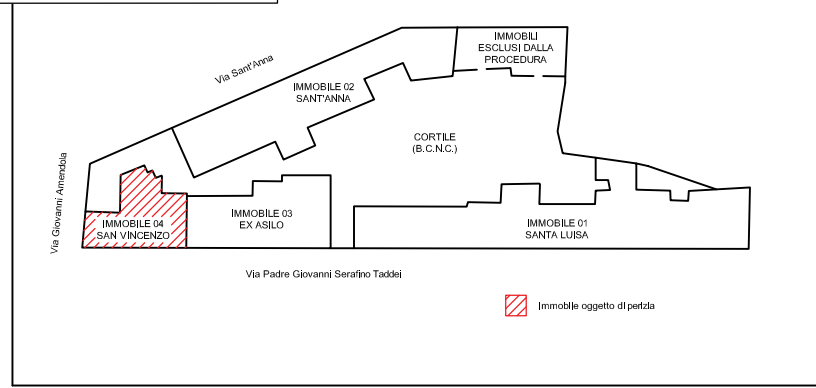 IMMOBILI
ESCLUSI DALLA
PROCEDURA
Via Sant'Anna
IMMOBILE 02
SANT'ANNA
CORTILE
(B.C.N.C.)
Via Giovanni Amendola
IMMOBILE 04
SAN VINCENZO
IMMOBILE 03
EX ASILO
IMMOBILE 01
SANTA LUISA
Via Padre Giovanni Serafino Taddei
Immobile oggetto di perizia